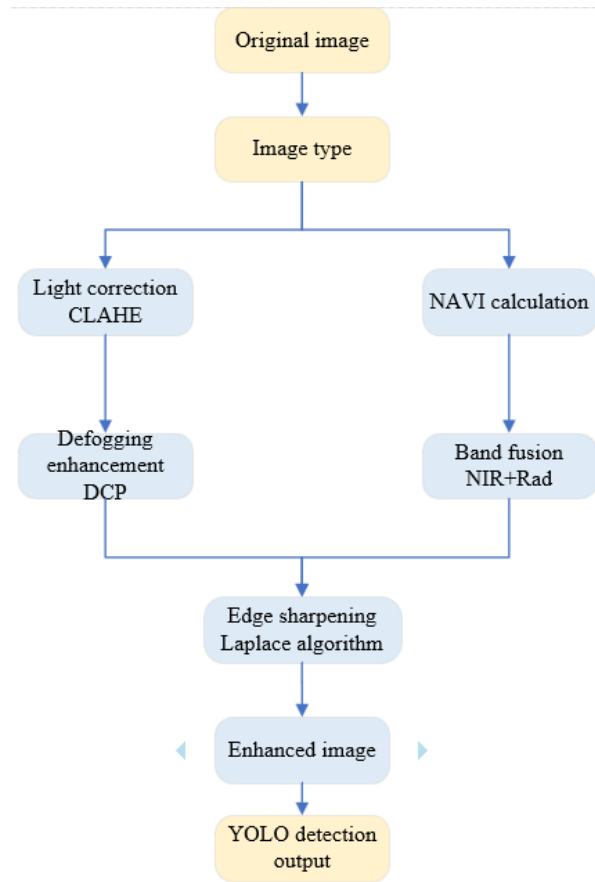 Original image
Image type
Light correction
CLAHE
NAVI calculation
Defogging
enhancement
DCP
Band fusion
NIR+Rad
Edge sharpening
Laplace algorithm
Enhanced image
YOLO detection
output